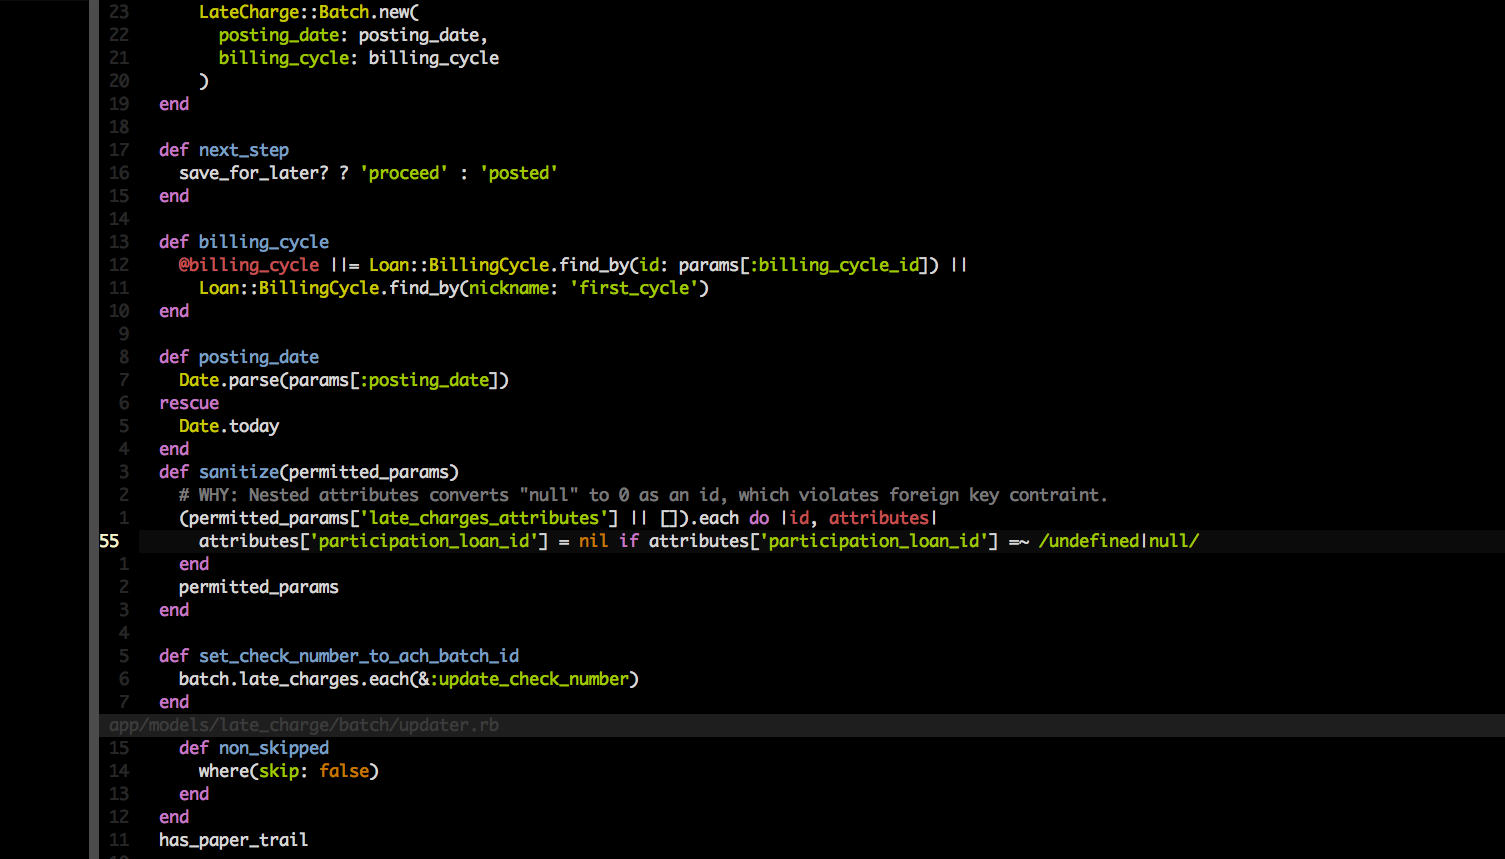 23 LateCharge::Batch.new(
22 posting_date: posting_date,
21 billing_cycle: billing_cycle
20 )
19 end
18
17 def next_step
16 save_for_later? ? 'proceed' : 'posted'
15 end
14
13 def billing_cycle
12 @billing_cycle ||= Loan::BillingCycle.find_by(id: params[:billing_cycle_id]) ||
11 Loan::BillingCycle.find_by(nickname: 'first_cycle')
10 end
9
8 def posting_date
7 Date.parse(params[:posting_date])
6 rescue
5 Date.today
4 end
3 def sanitize(permitted_params)
2 # WHY: Nested attributes converts "null" to 0 as an id, which violates foreign key contraint.
1 (permitted_params['late_charges_attributes'] || []).each do |id, attributes|
55 attributes['participation_loan_id'] = nil if attributes['participation_loan_id'] =~ /undefined|null/
1 end
2 permitted_params
3 end
4
5 def set_check_number_to_ach_batch_id
6 batch.late_charges.each(&:update_check_number)
7 end
app/models/late_charge/batch/updater.rb
15 def non_skipped
14 where(skip: false)
13 end
12 end
11 has_paper_trail